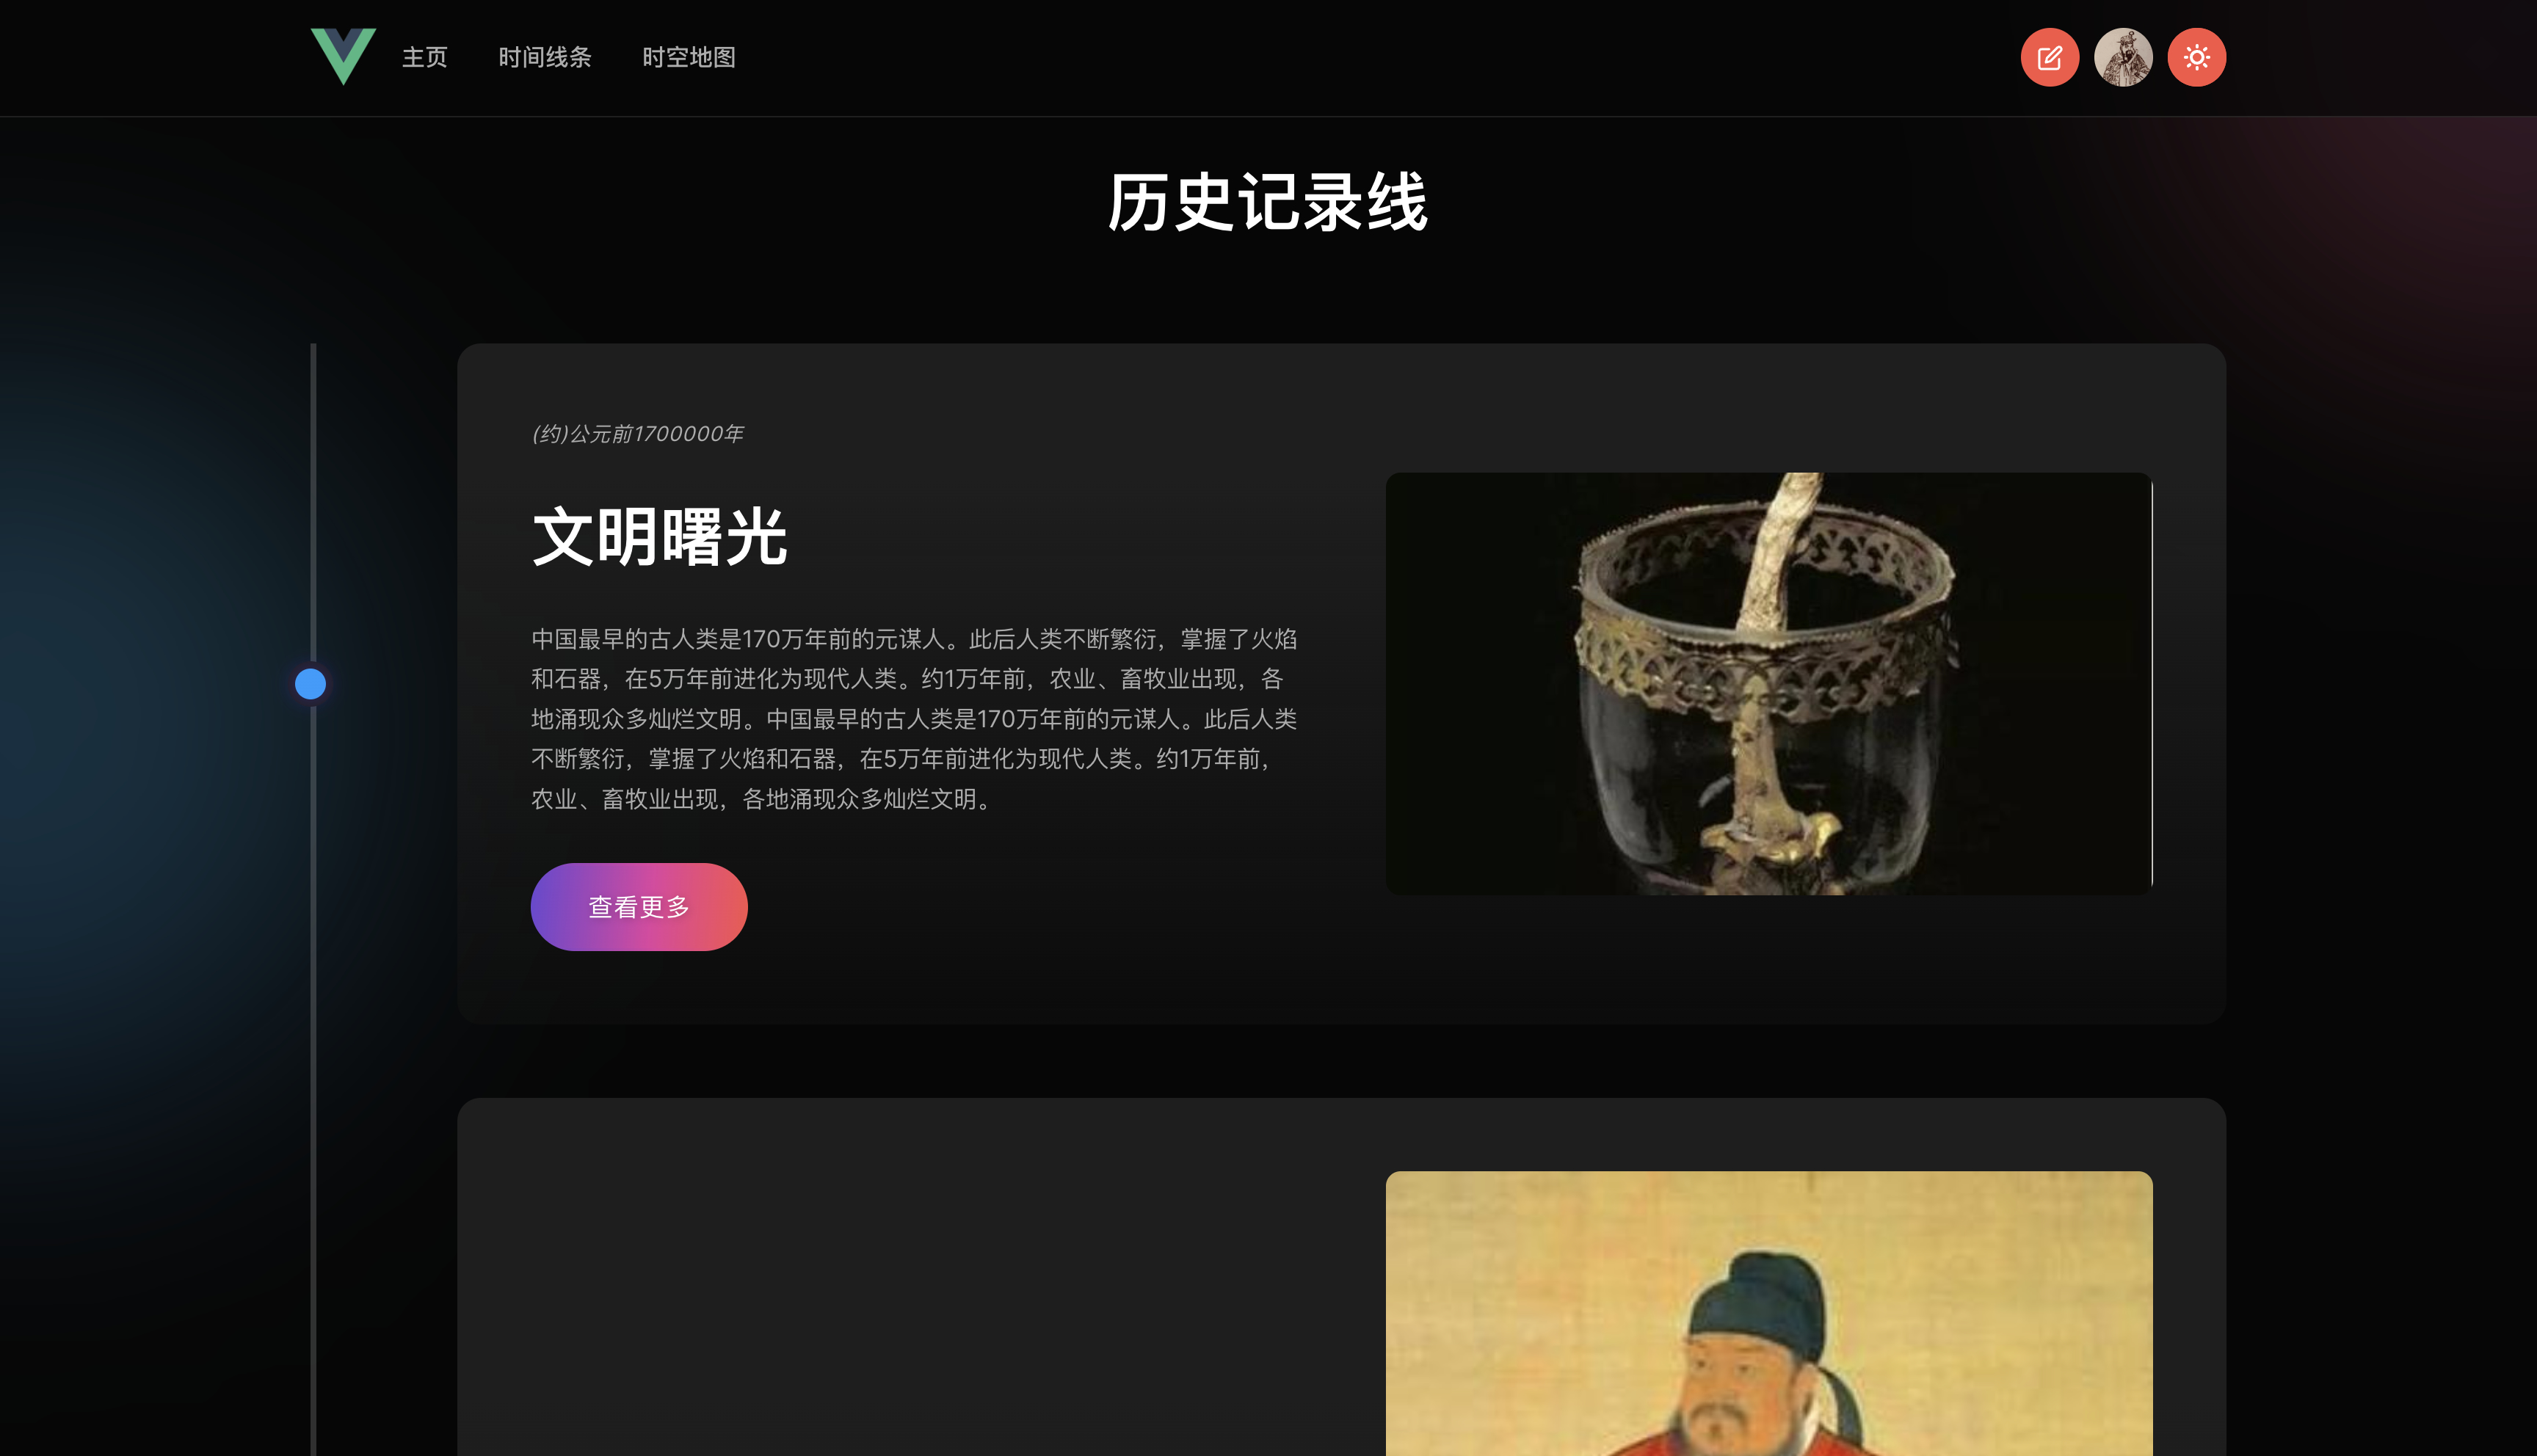 主页 时间线条 时空地图
历史记录线
(约)公元前1700000年
文明曙光
中国最早的古人类是170万年前的元谋人。此后人类不断繁衍，掌握了火焰
和石器，在5万年前进化为现代人类。约1万年前，农业、畜牧业出现，各
地涌现众多灿烂文明。中国最早的古人类是170万年前的元谋人。此后人类
不断繁衍，掌握了火焰和石器，在5万年前进化为现代人类。约1万年前，
农业、畜牧业出现，各地涌现众多灿烂文明。
查看更多